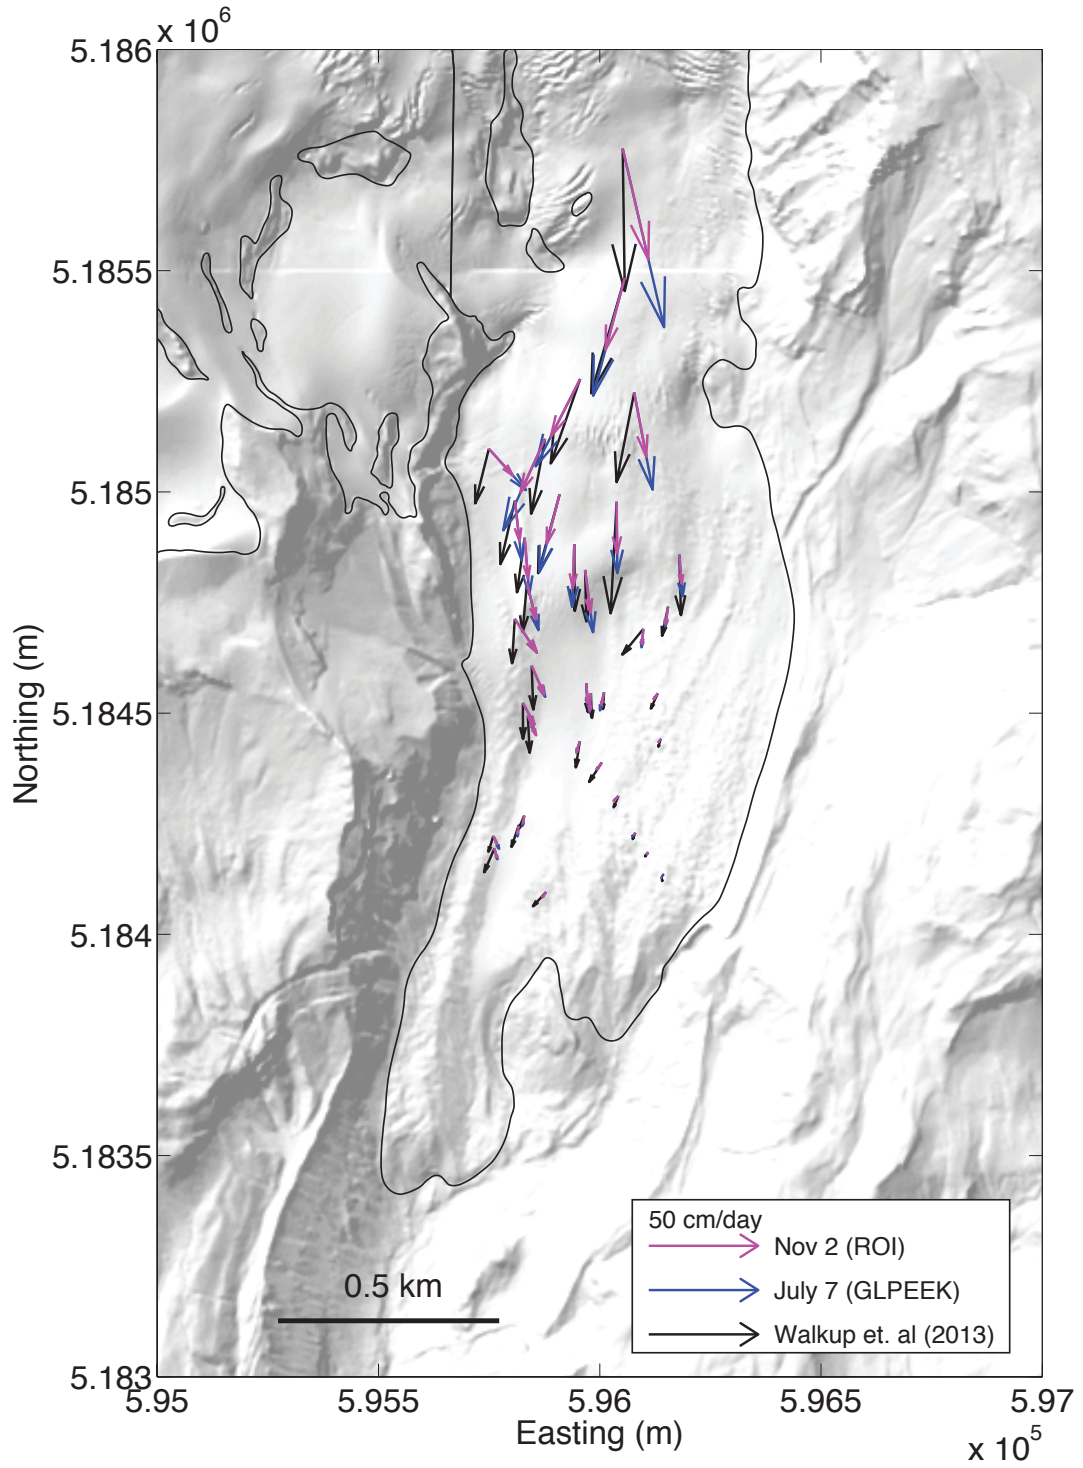 x 10^6
5.186
5.1855
5.185
5.1845
5.184
5.1835
5.183
Northing (m)
50 cm/day
Nov 2 (ROI)
July 7 (GLPEEK)
Walkup et. al (2013)
0.5 km
5.95
5.955
5.96
5.965
5.97
Easting (m)
x 10^5